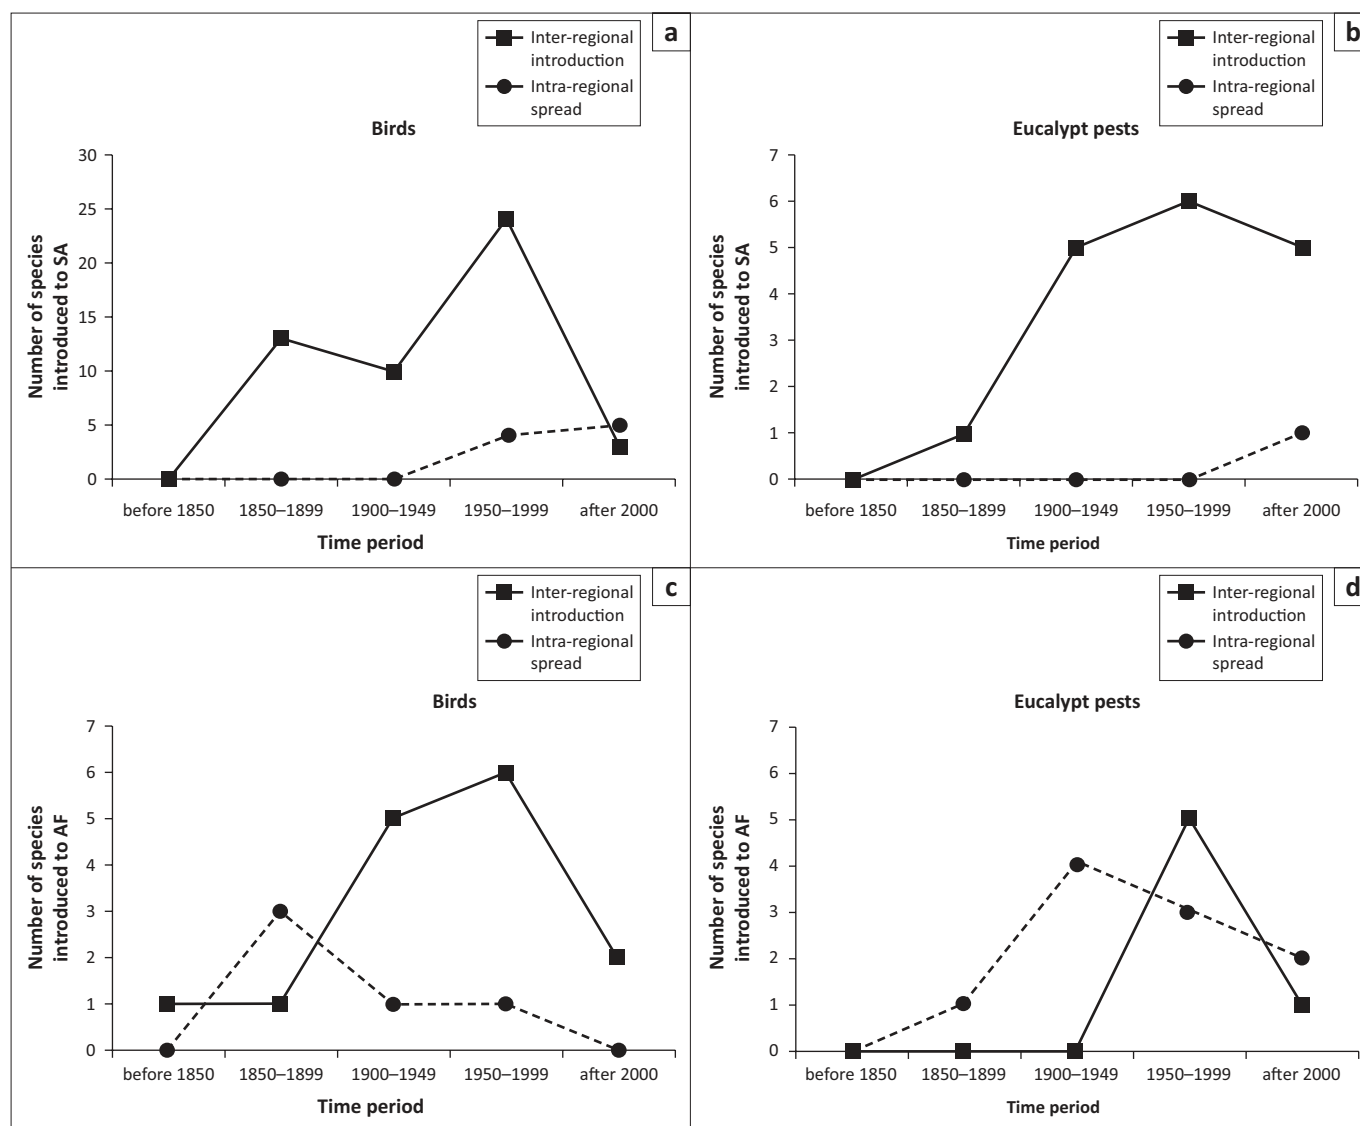 a
Inter-regional
introduction
Intra-regional
spread
Birds
Number of species
introduced to SA
30
25
20
15
10
5
0
before 1850 1850–1899 1900–1949 1950–1999 after 2000
Time period
b
Inter-regional
introduction
Intra-regional
spread
Eucalypt pests
Number of species
introduced to SA
7
6
5
4
3
2
1
0
before 1850 1850–1899 1900–1949 1950–1999 after 2000
Time period
c
Inter-regional
introduction
Intra-regional
spread
Birds
Number of species
introduced to AF
7
6
5
4
3
2
1
0
before 1850 1850–1899 1900–1949 1950–1999 after 2000
Time period
d
Inter-regional
introduction
Intra-regional
spread
Eucalypt pests
Number of species
introduced to AF
7
6
5
4
3
2
1
0
before 1850 1850–1899 1900–1949 1950–1999 after 2000
Time period